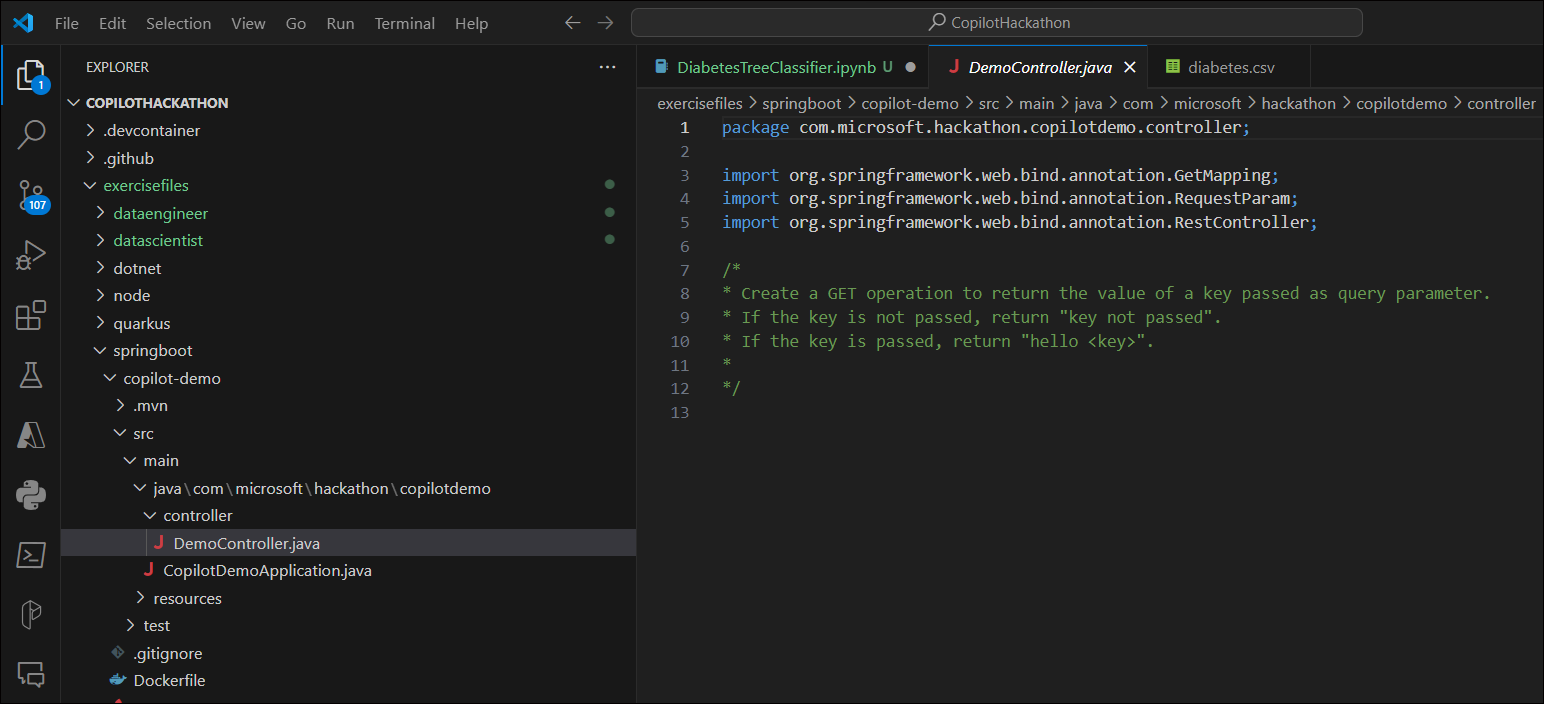 File Edit Selection View Go Run Terminal Help
CopilotHackathon
EXPLORER
1
COPILOTHACKATHON
.devcontainer
.github
exercisefiles
dataengineer
datascientist
107
dotnet
node
quarkus
springboot
copilot-demo
.mvn
src
main
java\com\microsoft\hackathon\copilotdemo
controller
J DemoController.java
J CopilotDemoApplication.java
resources
test
.gitignore
Dockerfile
DiabetesTreeClassifier.ipynb U
J DemoController.java
diabetes.csv
exercisefiles > springboot > copilot-demo > src > main > java > com > microsoft > hackathon > copilotdemo > controller
1 package com.microsoft.hackathon.copilotdemo.controller;
2
3 import org.springframework.web.bind.annotation.GetMapping;
4 import org.springframework.web.bind.annotation.RequestParam;
5 import org.springframework.web.bind.annotation.RestController;
6
7 /*
8 * Create a GET operation to return the value of a key passed as query parameter.
9 * If the key is not passed, return "key not passed".
10 * If the key is passed, return "hello <key>".
11 *
12 */
13